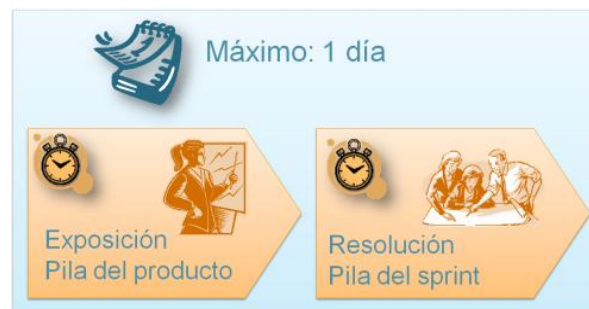 Máximo: 1 día
Exposición
Pila del producto
Resolución
Pila del sprint